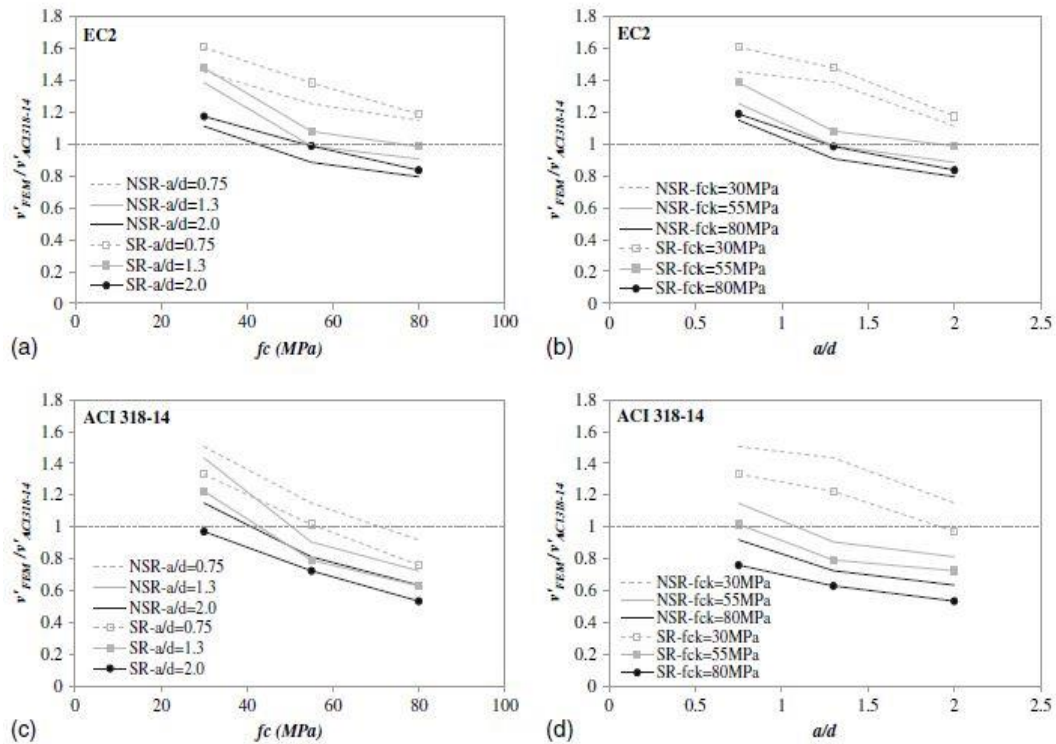 EC2
1.8
1.6
1.4
1.2
1
0.8
0.6
0.4
0.2
0
v'FEM/v'ACI318-14
NSR-a/d=0.75
NSR-a/d=1.3
NSR-a/d=2.0
SR-a/d=0.75
SR-a/d=1.3
SR-a/d=2.0
0 20 40 60 80 100
(a)
fc (MPa)
EC2
1.8
1.6
1.4
1.2
1
0.8
0.6
0.4
0.2
0
v'FEM/v'ACI318-14
NSR-fck=30MPa
NSR-fck=55MPa
NSR-fck=80MPa
SR-fck=30MPa
SR-fck=55MPa
SR-fck=80MPa
0 0.5 1 1.5 2 2.5
(b)
a/d
ACI 318-14
1.8
1.6
1.4
1.2
1
0.8
0.6
0.4
0.2
0
v'FEM/v'ACI318-14
NSR-a/d=0.75
NSR-a/d=1.3
NSR-a/d=2.0
SR-a/d=0.75
SR-a/d=1.3
SR-a/d=2.0
0 20 40 60 80 100
(c)
fc (MPa)
ACI 318-14
1.8
1.6
1.4
1.2
1
0.8
0.6
0.4
0.2
0
v'FEM/v'ACI318-14
NSR-fck=30MPa
NSR-fck=55MPa
NSR-fck=80MPa
SR-fck=30MPa
SR-fck=55MPa
SR-fck=80MPa
0 0.5 1 1.5 2 2.5
(d)
a/d